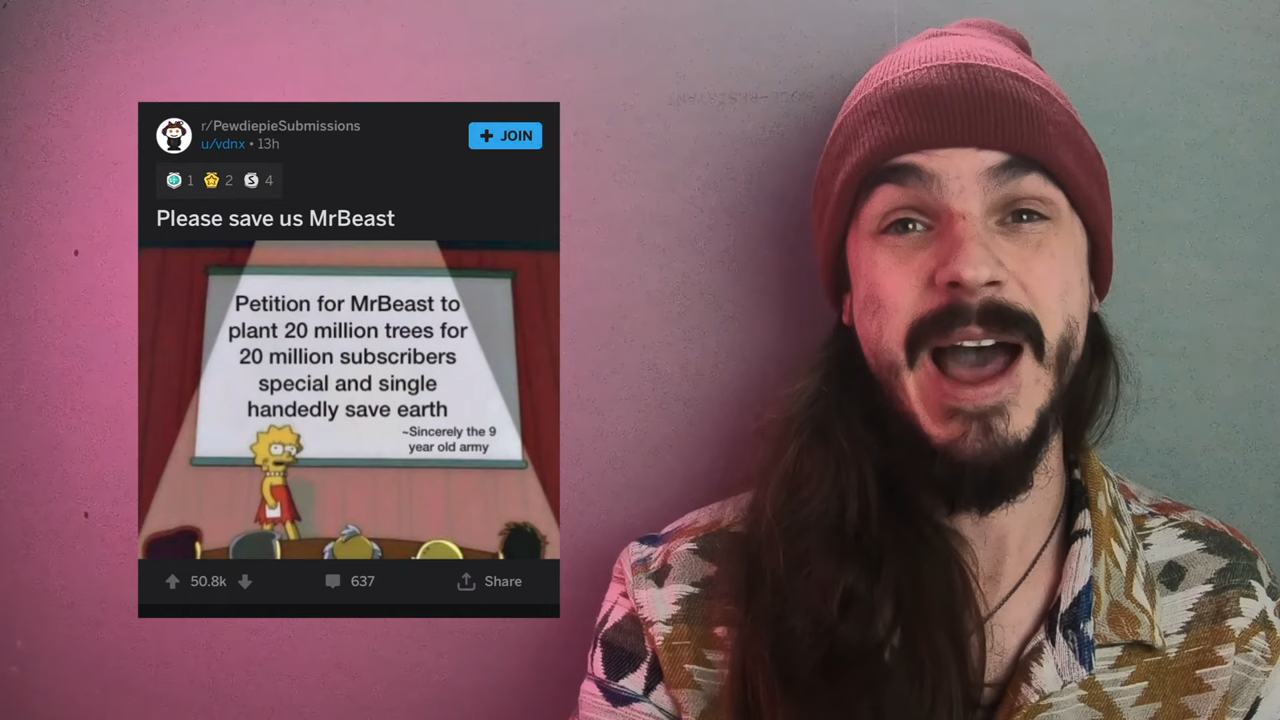 r/PewdiepieSubmissions
u/vdnx • 13h
+ JOIN
1 2 S 4
Please save us MrBeast
Petition for MrBeast to
plant 20 million trees for
20 million subscribers
special and single
handedly save earth
~Sincerely the 9
year old army
50.8k
637
Share